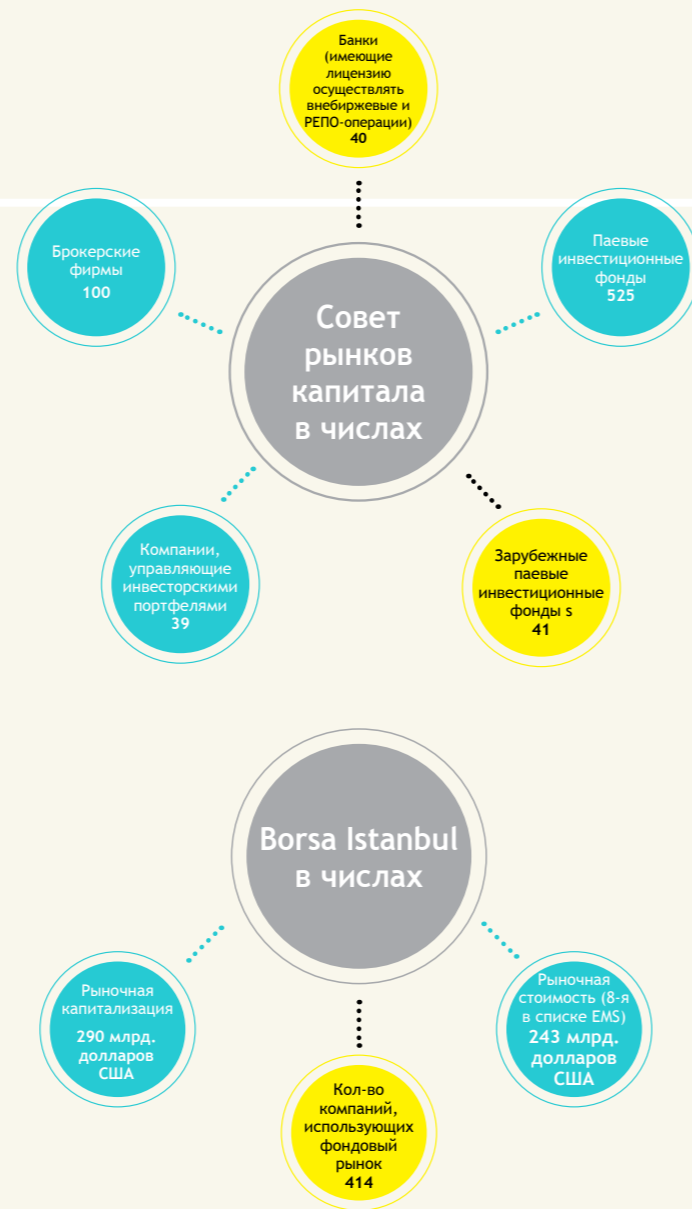 Банки
(имеющие
лицензию
осуществлять
внебиржевые и
РЕПО-операции)
40
Брокерские
фирмы
100
Паевые
инвестиционные
фонды
525
Совет
рынков
капитала
в числах
Компании,
управляющие
инвесторскими
портфелями
39
Зарубежные
паевые
инвестиционные
фонды s
41
Borsa Istanbul
в числах
Рыночная
капитализация
290 млрд.
долларов
США
Рыночная
стоимость (8-я
в списке EMS)
243 млрд.
долларов
США
Кол-во
компаний,
использующих
фондовый
рынок
414